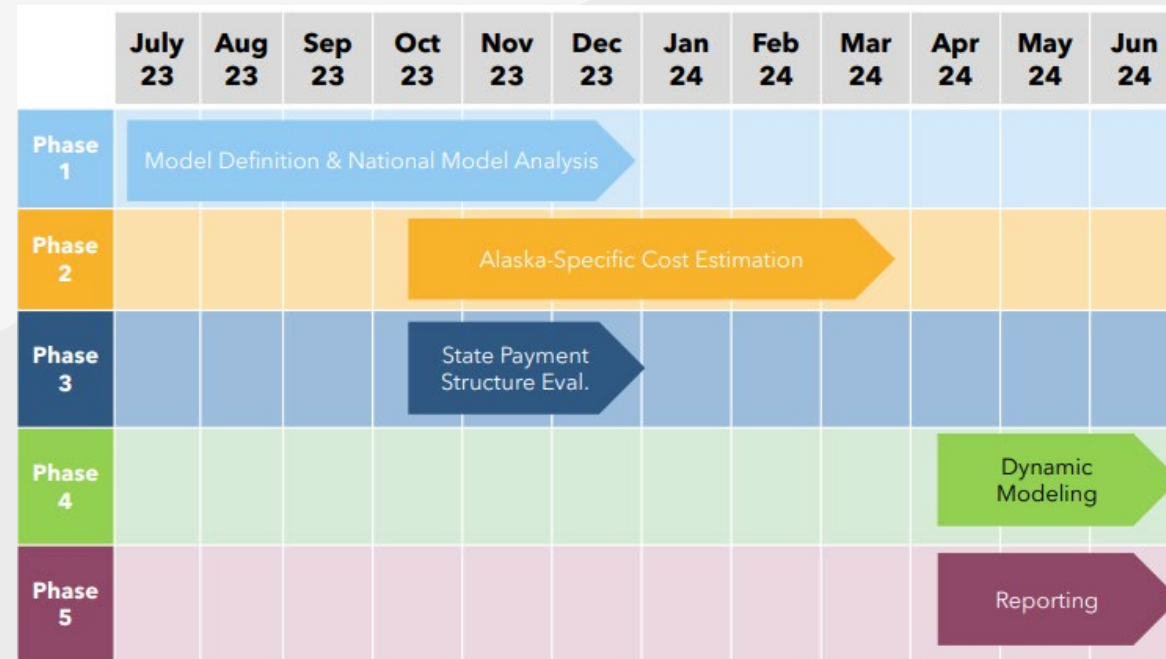 July 23 Aug 23 Sep 23 Oct 23 Nov 23 Dec 23 Jan 24 Feb 24 Mar 24 Apr 24 May 24 Jun 24
Phase 1
Model Definition & National Model Analysis
Phase 2
Alaska-Specific Cost Estimation
Phase 3
State Payment
Structure Eval.
Phase 4
Dynamic
Modeling
Phase 5
Reporting